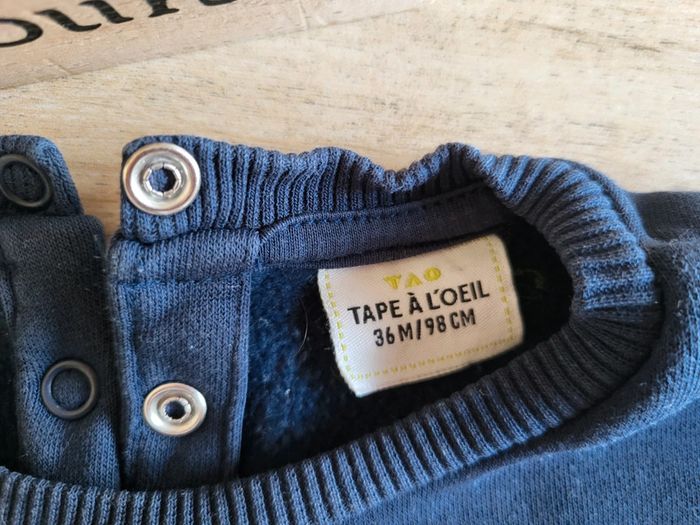 TAO
TAPE À L'OEIL
36M/98CM